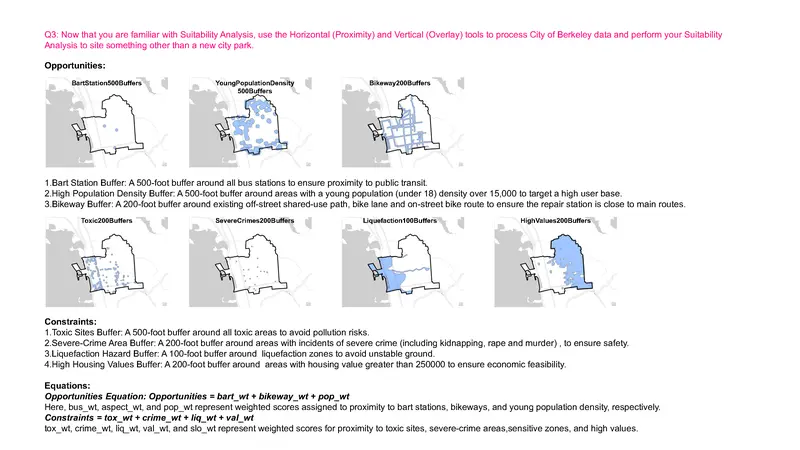 Q3: Now that you are familiar with Suitability Analysis, use the Horizontal (Proximity) and Vertical (Overlay) tools to process City of Berkeley data and perform your Suitability
Analysis to site something other than a new city park.
Opportunities:
BartStation500Buffers
YoungPopulationDensity
500Buffers
Bikeway200Buffers
1.Bart Station Buffer: A 500-foot buffer around all bus stations to ensure proximity to public transit.
2.High Population Density Buffer: A 500-foot buffer around areas with a young population (under 18) density over 15,000 to target a high user base.
3.Bikeway Buffer: A 200-foot buffer around existing off-street shared-use path, bike lane and on-street bike route to ensure the repair station is close to main routes.
Toxic200Buffers
SevereCrimes200Buffers
Liquefaction100Buffers
HighValues200Buffers
Constraints:
1.Toxic Sites Buffer: A 500-foot buffer around all toxic areas to avoid pollution risks.
2.Severe-Crime Area Buffer: A 200-foot buffer around areas with incidents of severe crime (including kidnapping, rape and murder) , to ensure safety.
3.Liquefaction Hazard Buffer: A 100-foot buffer around liquefaction zones to avoid unstable ground.
4.High Housing Values Buffer: A 200-foot buffer around areas with housing value greater than 250000 to ensure economic feasibility.
Equations:
Opportunities Equation: Opportunities = bart_wt + bikeway_wt + pop_wt
Here, bus_wt, aspect_wt, and pop_wt represent weighted scores assigned to proximity to bart stations, bikeways, and young population density, respectively.
Constraints = tox_wt + crime_wt + liq_wt + val_wt
tox_wt, crime_wt, liq_wt, val_wt, and slo_wt represent weighted scores for proximity to toxic sites, severe-crime areas,sensitive zones, and high values.